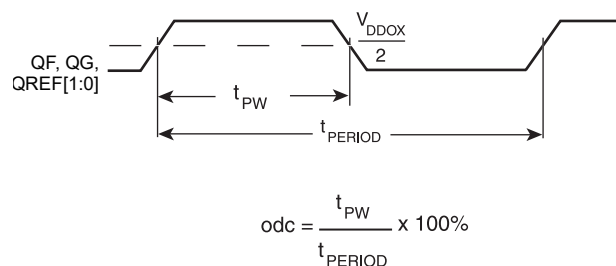 V_DDOX
2
QF, QG,
QREF[1:0]
t_PW
t_PERIOD
odc = t_PW / t_PERIOD x 100%